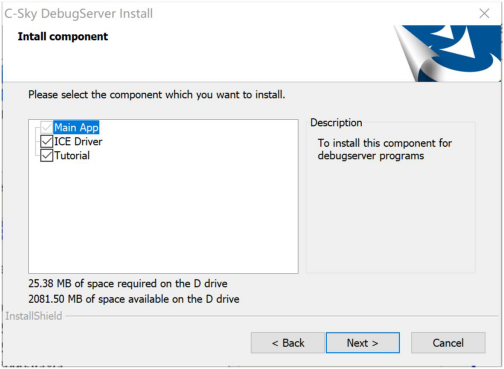 C-Sky DebugServer Install
Intall component
Please select the component which you want to install.
Main App
ICE Driver
Tutorial
Description
To install this component for
debugserver programs
25.38 MB of space required on the D drive
2081.50 MB of space available on the D drive
InstallShield
< Back
Next >
Cancel